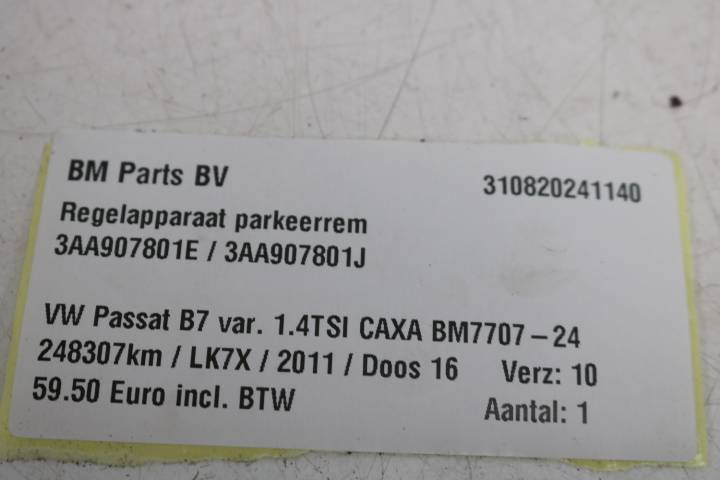 BM Parts BV
310820241140
Regelapparaat parkeerrem
3AA907801E / 3AA907801J
VW Passat B7 var. 1.4TSI CAXA BM7707-24
248307km / LK7X / 2011 / Doos 16 Verz: 10
59.50 Euro incl. BTW
Aantal: 1